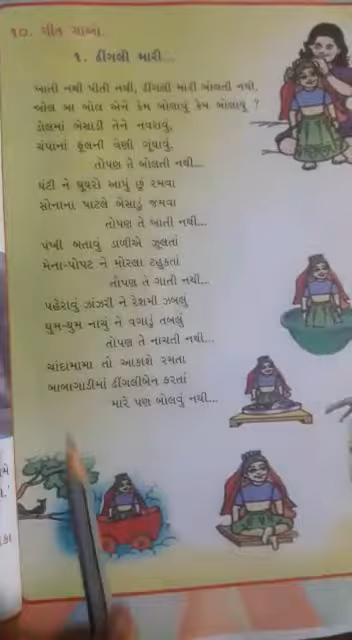 ૧૦. ગીત ગાઓ.
૧. ઢીંગલી મારી...
ખાતી નથી પીતી નથી, ઢીંગલી મારી બોલતી નથી,
બોલ બા બોલ એને કેમ બોલાવું કેમ બોલાવું ?
ડોલમાં બેસાડી તેને નવરાવું,
ચંપાનાં ફૂલની વેણી ગૂંથાવું,
તોપણ તે બોલતી નથી...
ઘંટી ને ઘુઘરો આપું છું રમવા
સોનાના પાટલે બેસાડું જમવા
તોપણ તે ખાતી નથી...
પંખી બતાવું ડાળીએ ઝૂલતાં
મેના-પોપટ ને મોરલા ટહુકતાં
તોપણ તે ગાતી નથી...
પહેરાવું ઝાંઝરી ને રેશમી ઝબલું
ઘુમ-ઘુમ નાચું ને વગાડું તબલું
તોપણ તે નાચતી નથી...
ચાંદામામા તો આકાશે રમતા
બાબાગાડીમાં ઢીંગલીબેન ફરતાં
મારે પણ બોલવું નથી...